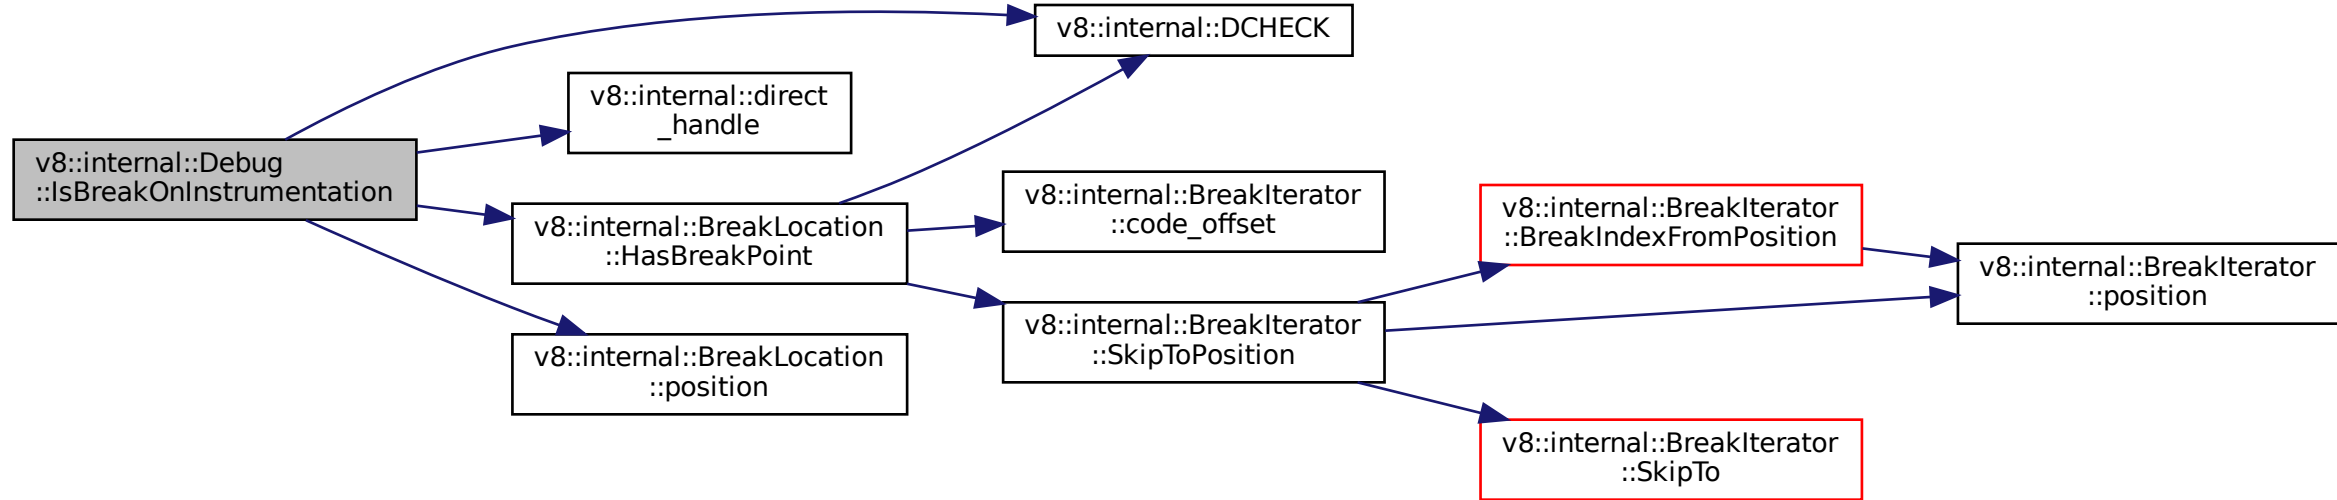 v8::internal::Debug
::IsBreakOnInstrumentation
v8::internal::DCHECK
v8::internal::direct
_handle
v8::internal::BreakLocation
::HasBreakPoint
v8::internal::BreakLocation
::position
v8::internal::BreakIterator
::code_offset
v8::internal::BreakIterator
::SkipToPosition
v8::internal::BreakIterator
::BreakIndexFromPosition
v8::internal::BreakIterator
::position
v8::internal::BreakIterator
::SkipTo